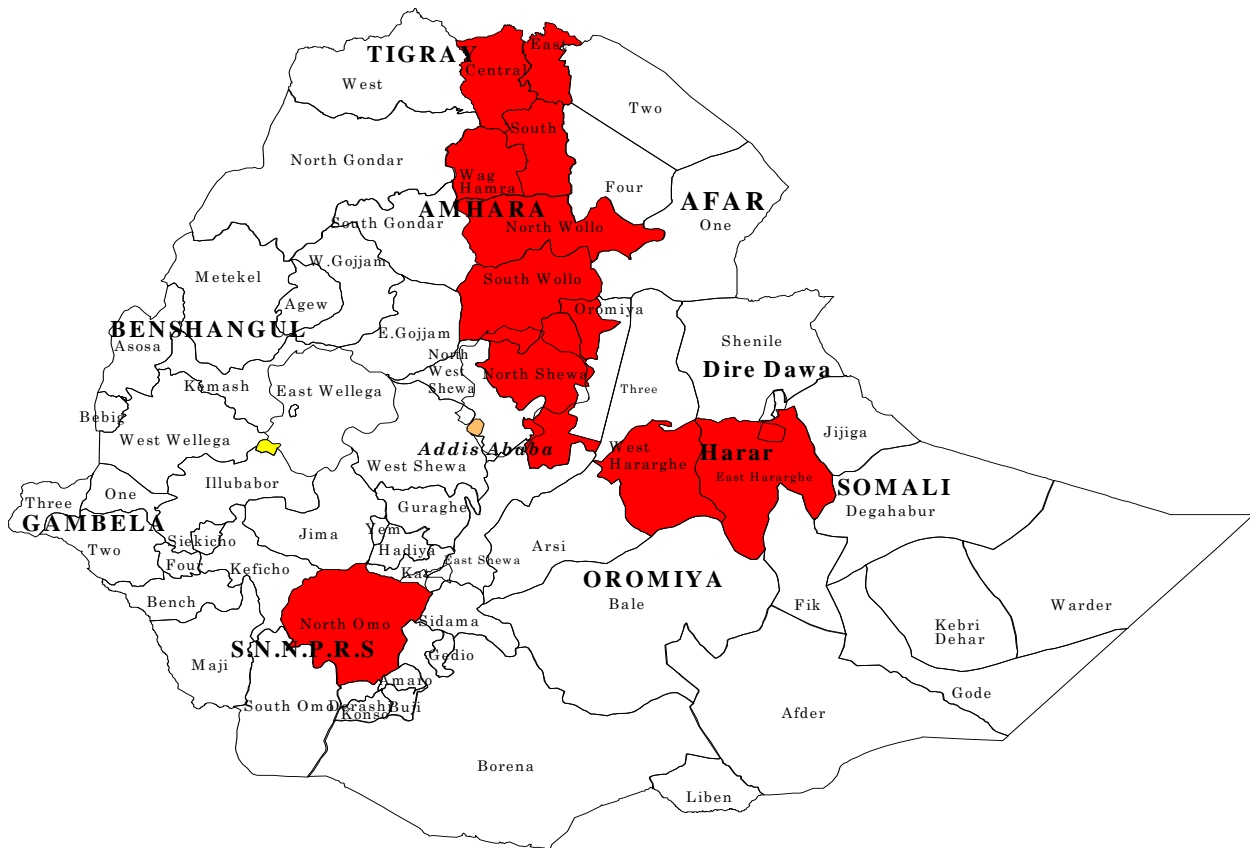 East
TIGRAY
Central
West
Two
South
North Gondar
Wag
Hamra
Four
AFAR
AMHARA
South Gondar
North Wollo
One
W.Gojjam
Metekel
South Wollo
Agew
Oromiya
BENSHANGUL
E.Gojjam
Asosa
Shenile
North
West
Shewa
Dire Dawa
North Shewa
Kemash
East Wellega
Three
Bebig
West Wellega
Jijiga
Addis Ababa
West
Hararghe
Harar
West Shewa
East Hararghe
Illubabor
SOMALI
One
Three
Guraghe
Degahabur
GAMBELA
Yem
Jima
Siekicho
Two
Hadiya
Arsi
East Shewa
Four
Keficho
Kat
OROMIYA
Bench
Bale
Fik
Warder
North Omo
Sidama
Kebri
Dehar
S.N.N.P.R.S
Gedio
Maji
Amaro
Gode
South Omo
Derashi
Buji
Konso
Afder
Borena
Liben